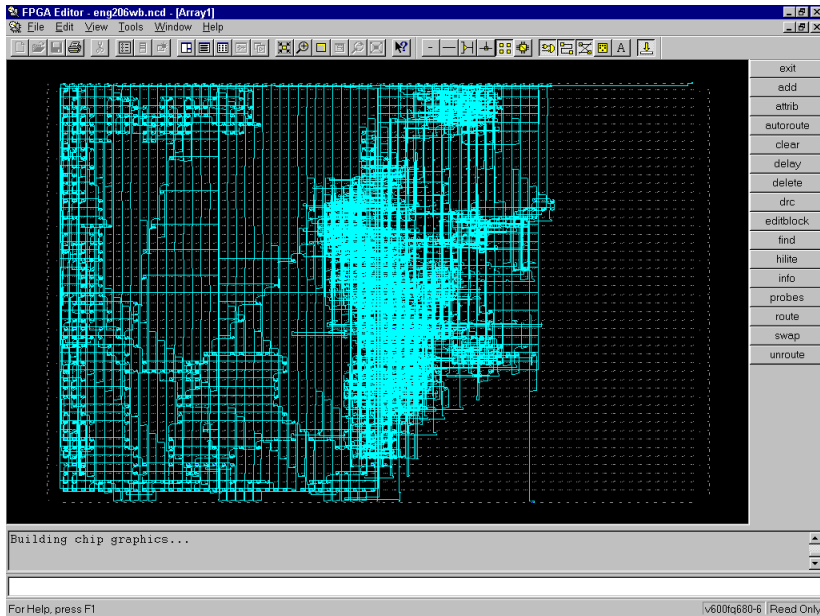 FPGA Editor - eng206wb.ncd - [Array1]
File Edit View Tools Window Help
A
exit
add
attrib
autoroute
clear
delay
delete
drc
editblock
find
hilite
info
probes
route
swap
unroute
Building chip graphics...
For Help, press F1
v600fq680-6 Read Only